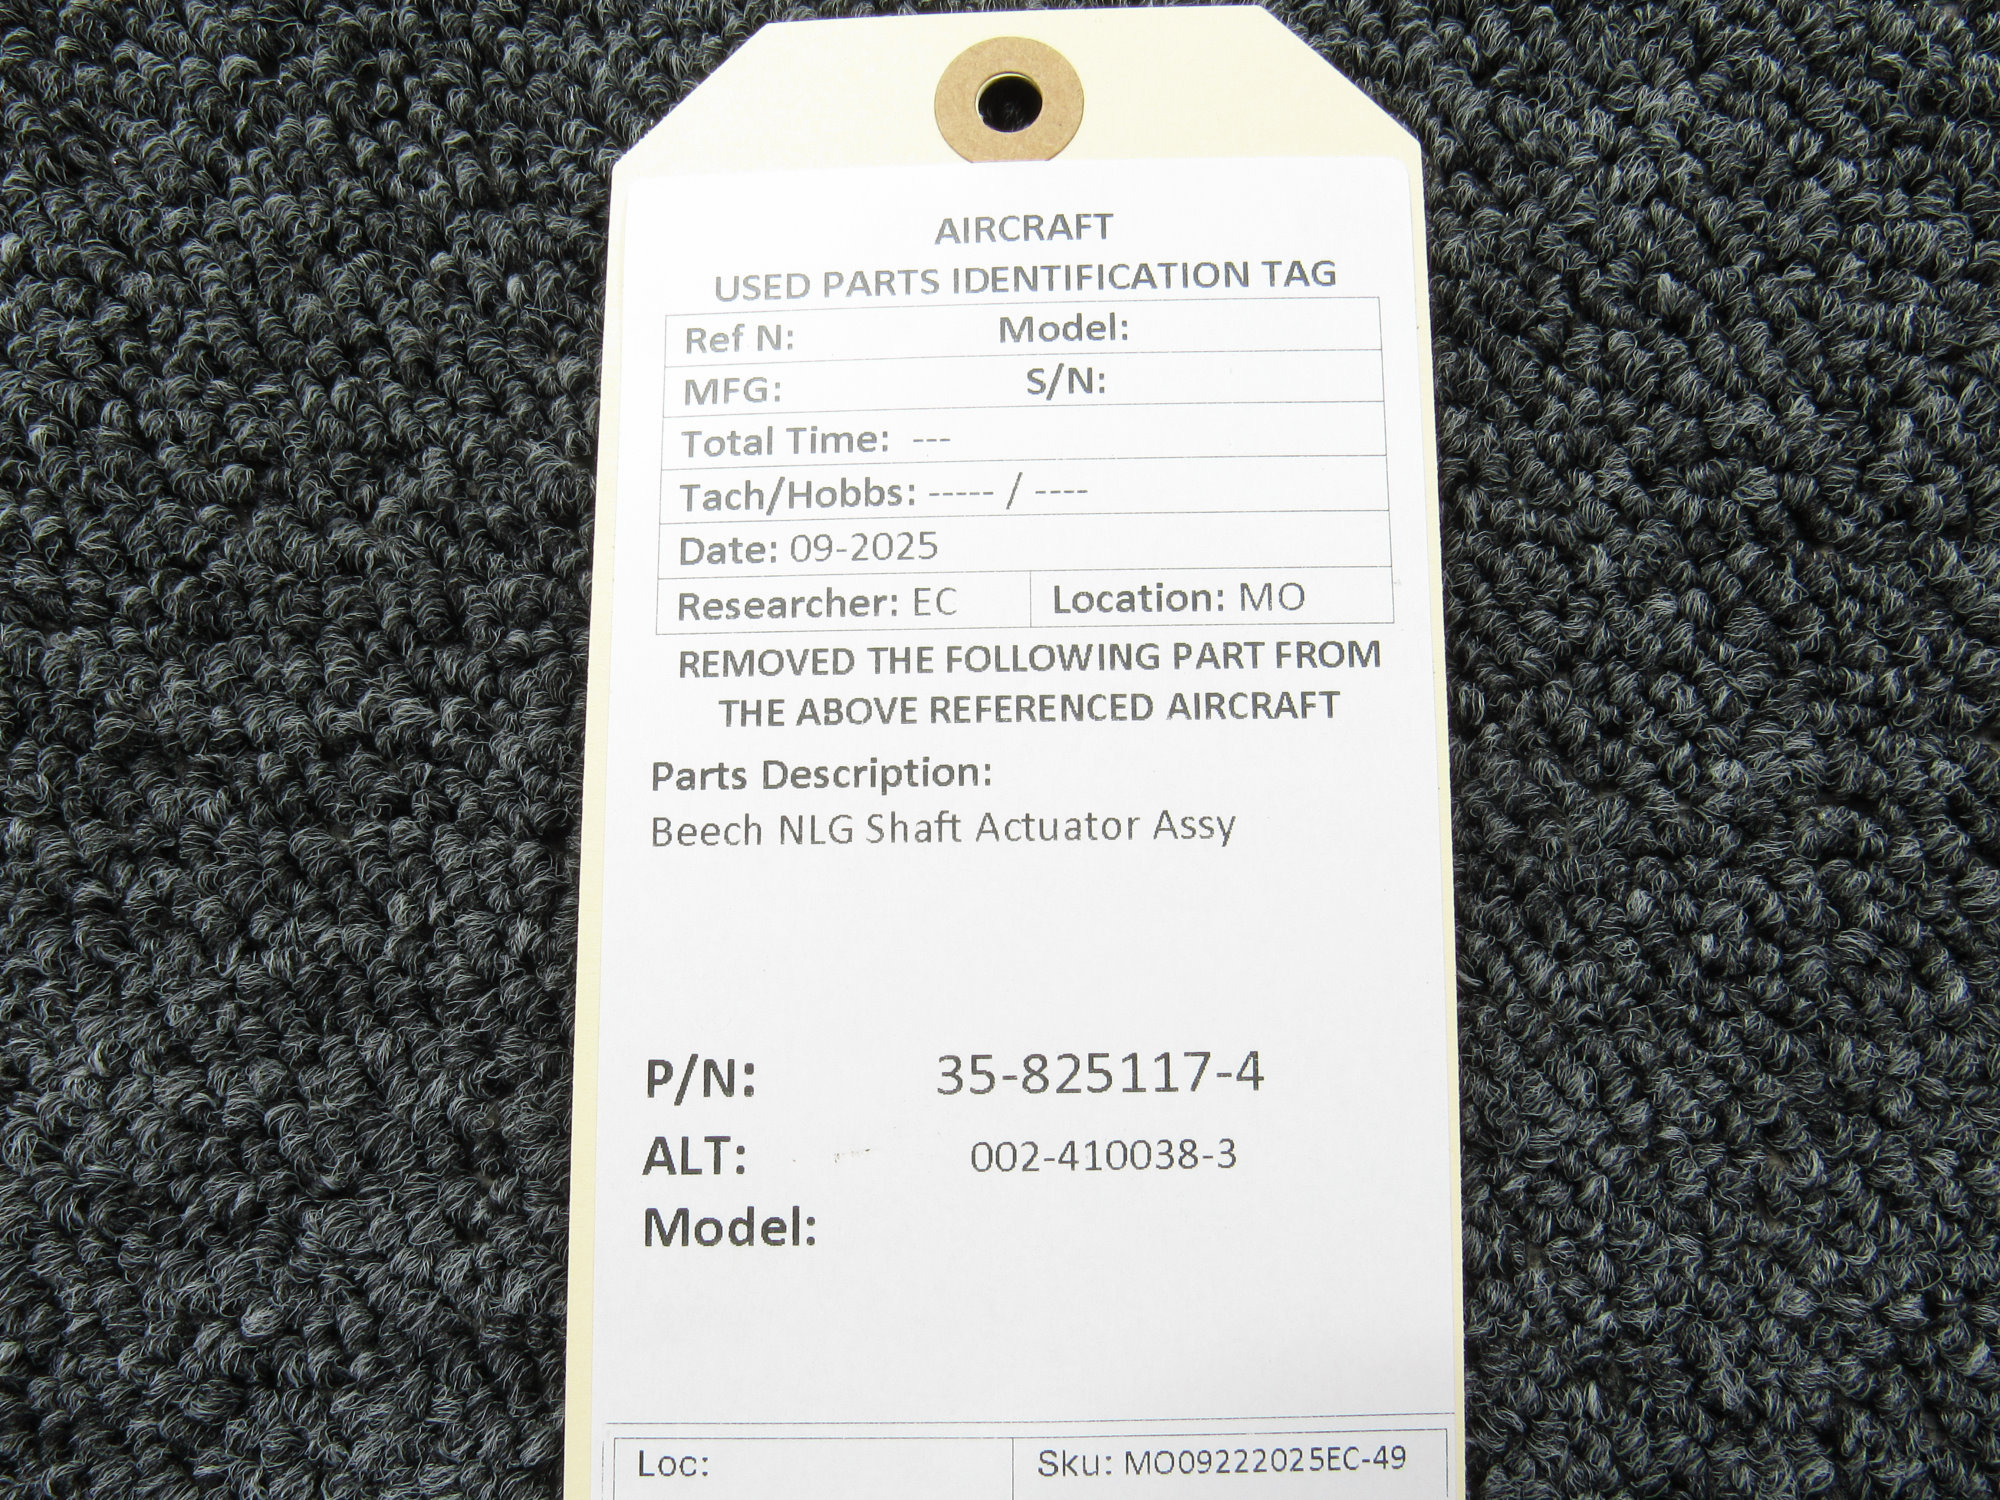 AIRCRAFT
USED PARTS IDENTIFICATION TAG
Ref N: Model:
MFG: S/N:
Total Time: ---
Tach/Hobbs: ----- / ----
Date: 09-2025
Researcher: EC Location: MO
REMOVED THE FOLLOWING PART FROM
THE ABOVE REFERENCED AIRCRAFT
Parts Description:
Beech NLG Shaft Actuator Assy
P/N: 35-825117-4
ALT: 002-410038-3
Model:
Loc: Sku: MO09222025EC-49